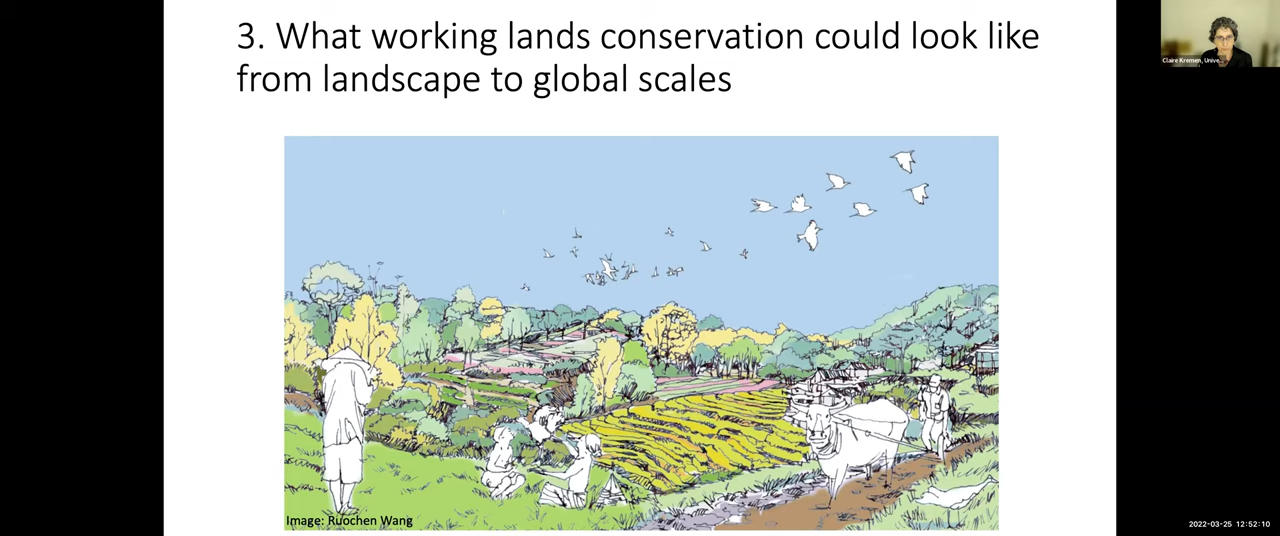 3. What working lands conservation could look like
from landscape to global scales
Claire Kremen, Unive...
Image: Ruochen Wang
2022-03-25 12:52:10